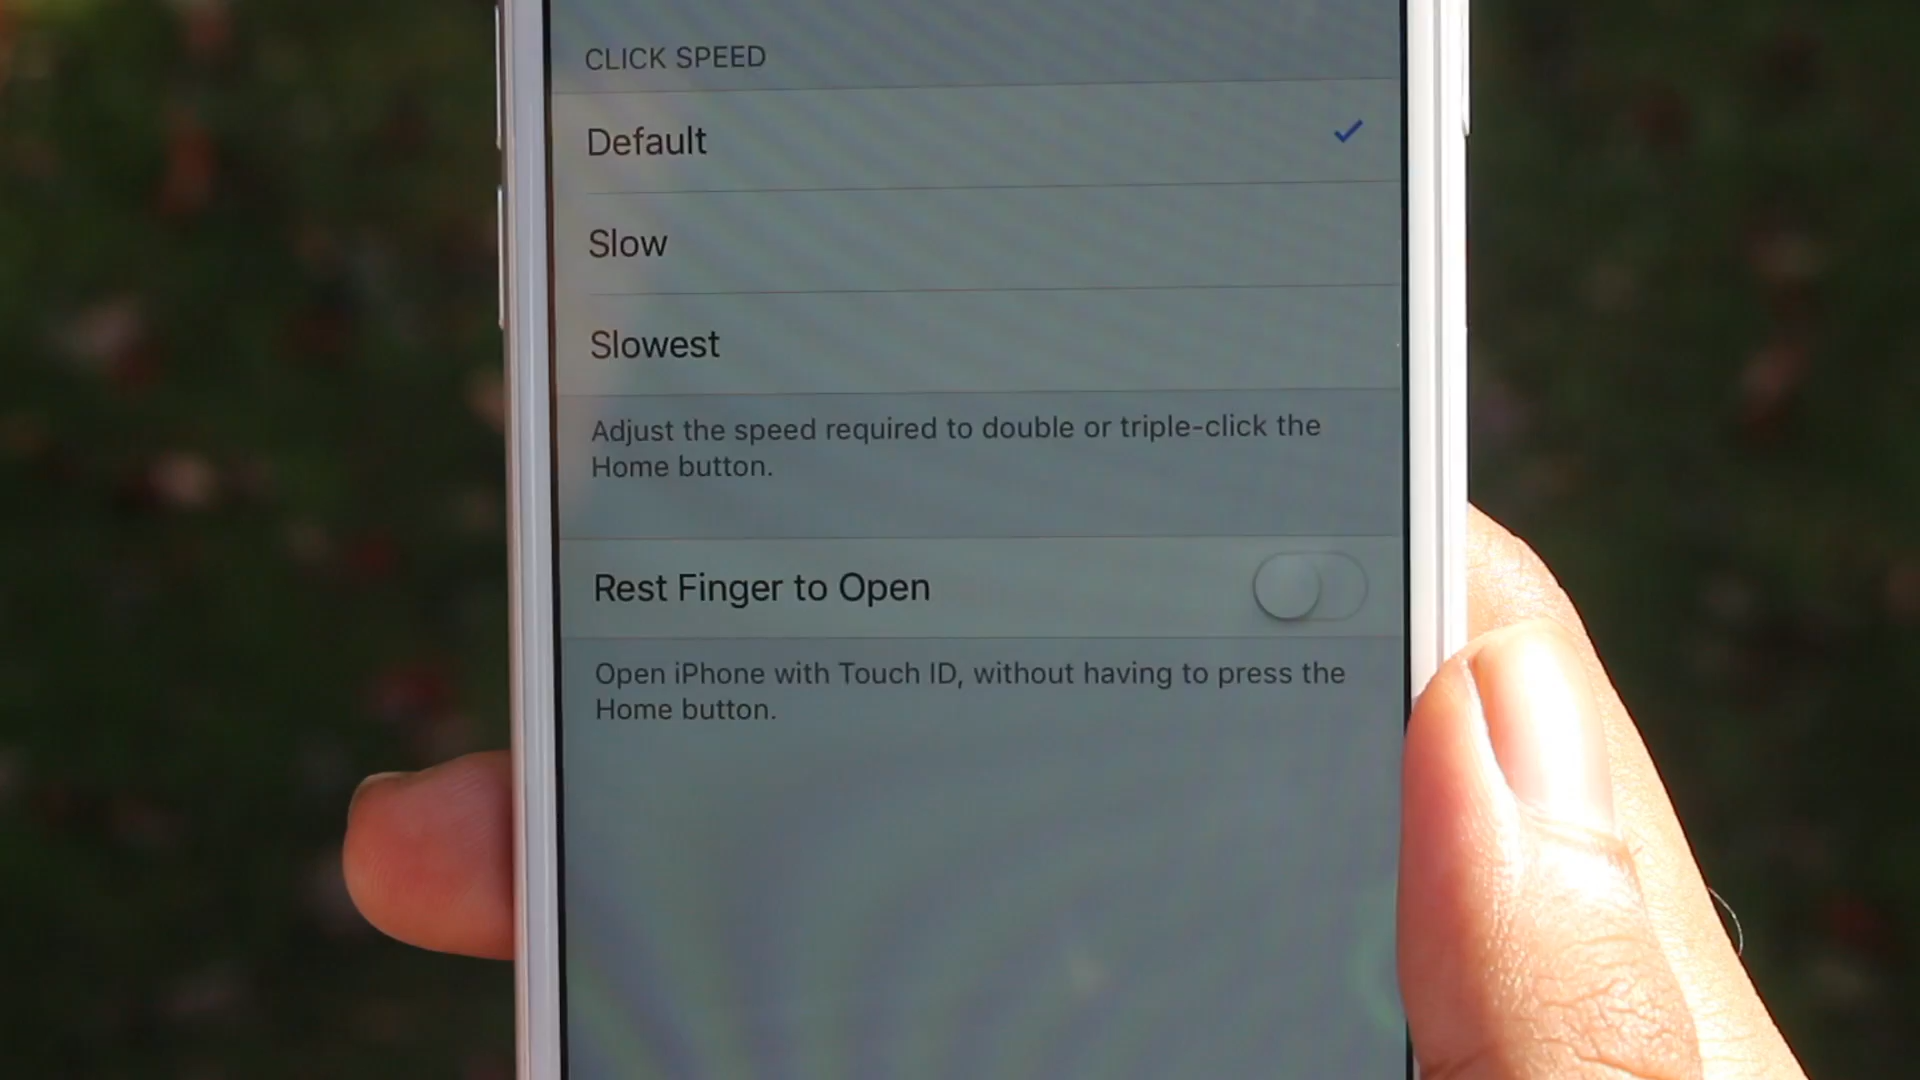 CLICK SPEED
Default
Slow
Slowest
Adjust the speed required to double or triple-click the
Home button.
Rest Finger to Open
Open iPhone with Touch ID, without having to press the
Home button.